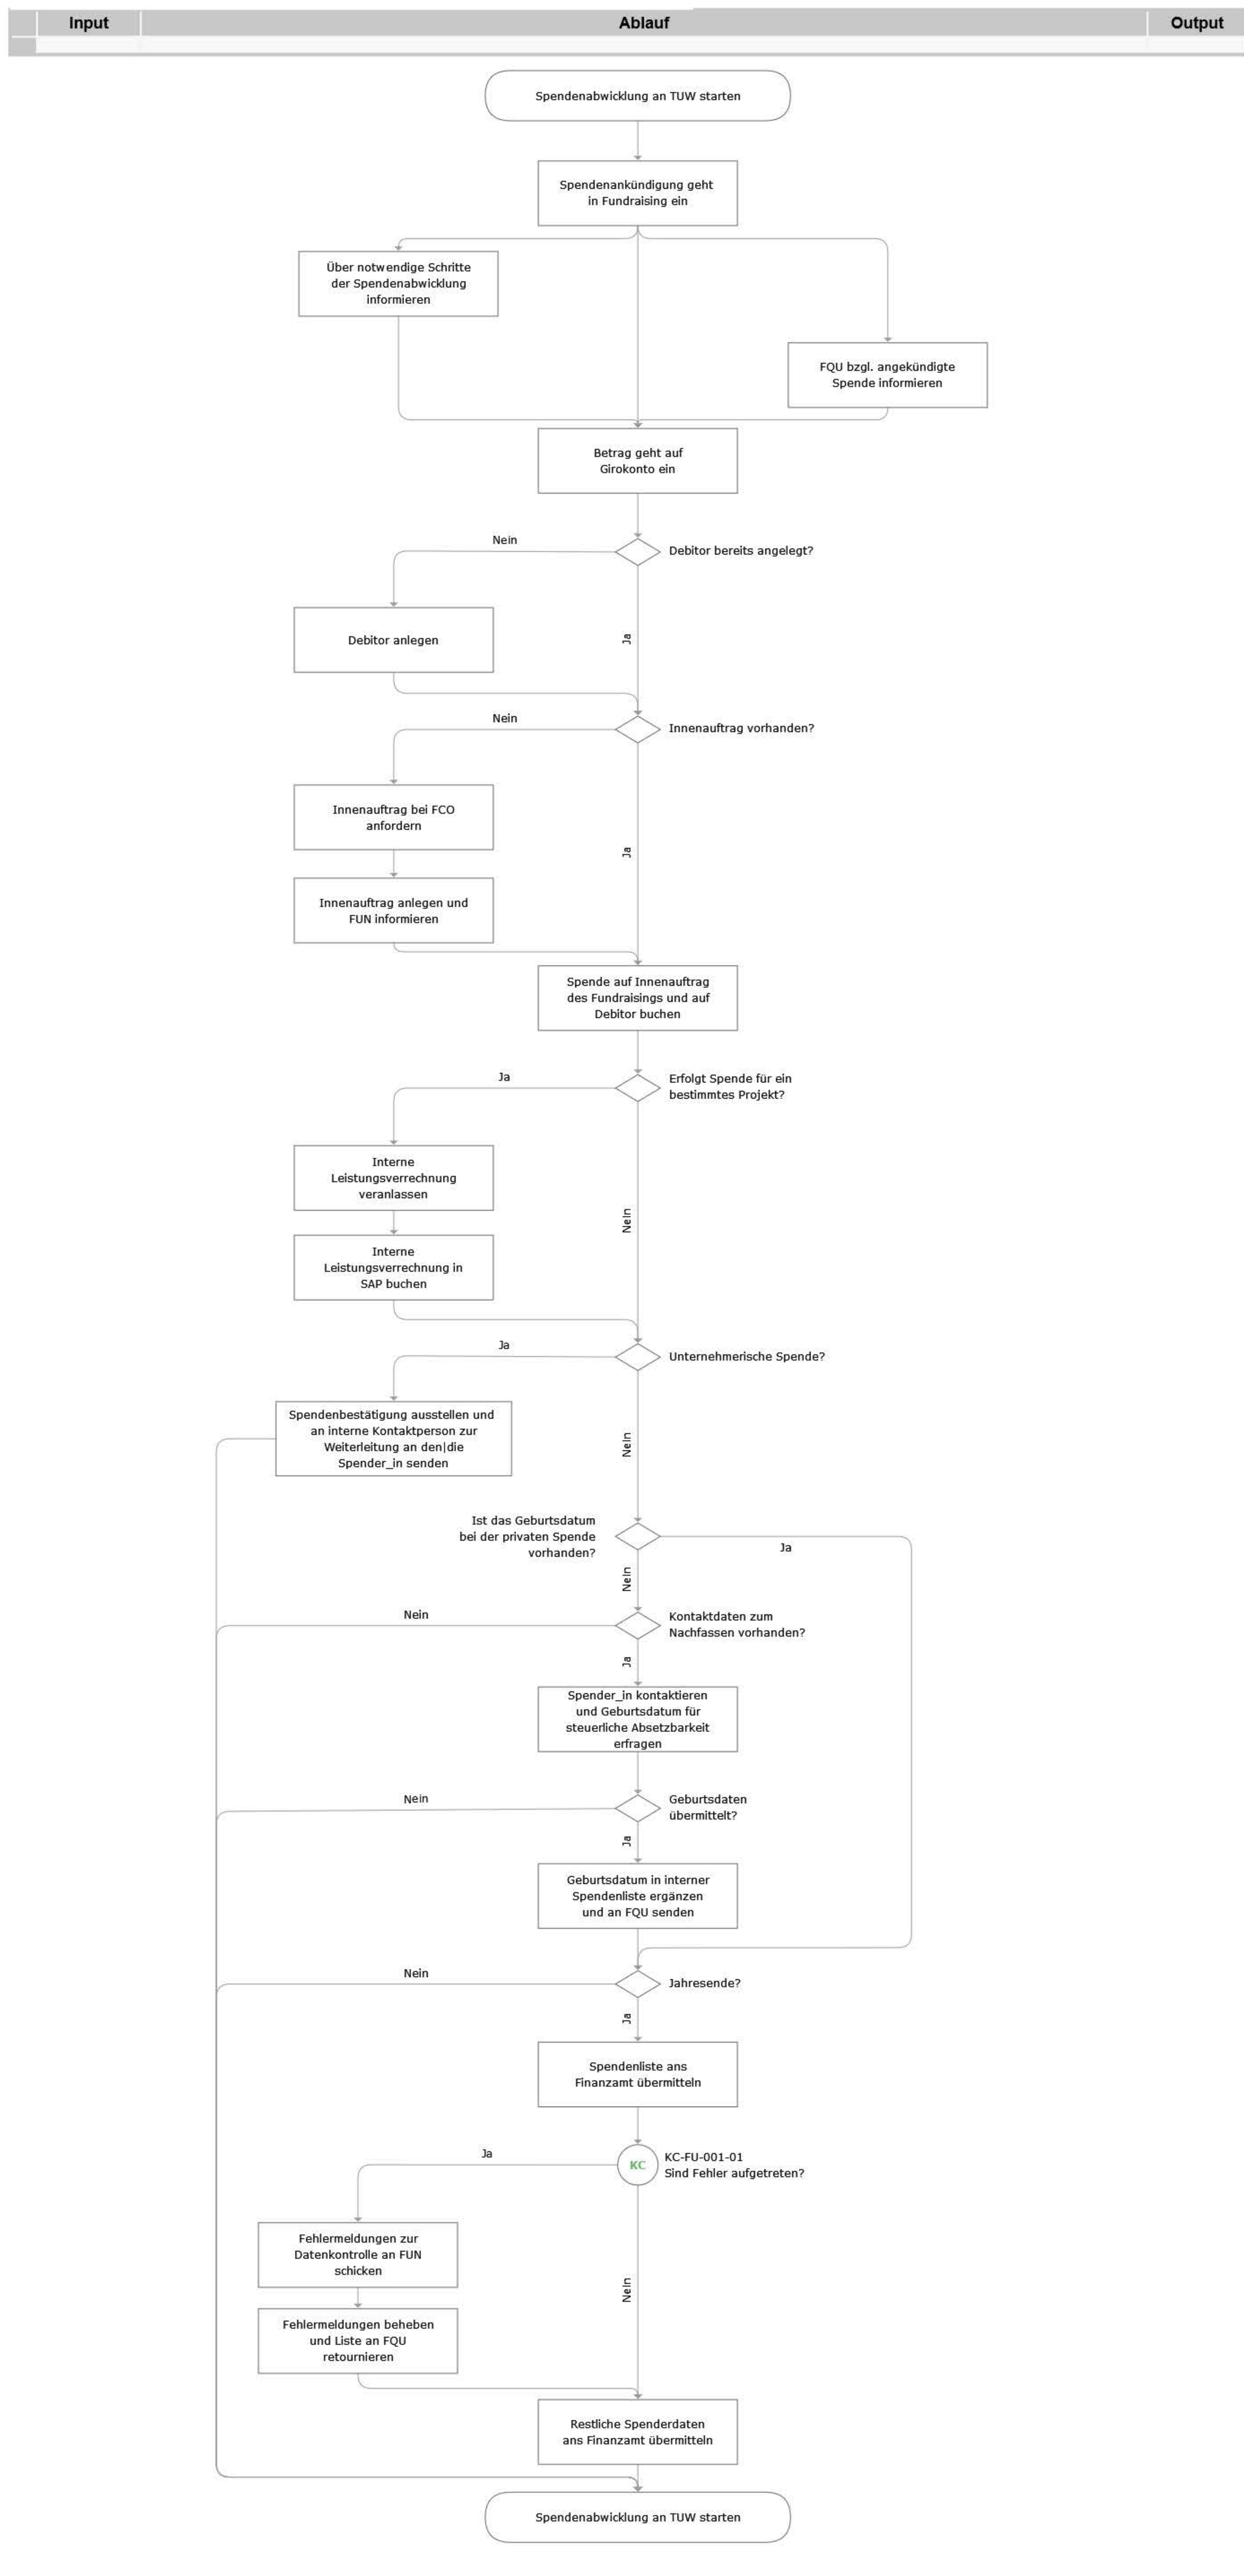 Input
Ablauf
Output
Spendenabwicklung an TUW starten
Spendenankündigung geht
in Fundraising ein
Über notwendige Schritte
der Spendenabwicklung
informieren
FQU bzgl. angekündigte
Spende informieren
Betrag geht auf
Girokonto ein
Nein
Debitor bereits angelegt?
Debitor anlegen
Ja
Nein
Innenauftrag vorhanden?
Innenauftrag bei FCO
anfordern
Ja
Innenauftrag anlegen und
FUN informieren
Spende auf Innenauftrag
des Fundraisings und auf
Debitor buchen
Ja
Erfolgt Spende für ein
bestimmtes Projekt?
Interne
Leistungsverrechnung
veranlassen
Nein
Interne
Leistungsverrechnung in
SAP buchen
Ja
Unternehmerische Spende?
Spendenbestätigung ausstellen und
an interne Kontaktperson zur
Weiterleitung an den|die
Spender_in senden
Nein
Ist das Geburtsdatum
bei der privaten Spende
vorhanden?
Ja
Nein
Nein
Kontaktdaten zum
Nachfassen vorhanden?
Ja
Spender_in kontaktieren
und Geburtsdatum für
steuerliche Absetzbarkeit
erfragen
Nein
Geburtsdaten
übermittelt?
Ja
Geburtsdatum in interner
Spendenliste ergänzen
und an FQU senden
Nein
Jahresende?
Ja
Spendenliste ans
Finanzamt übermitteln
Ja
KC
KC-FU-001-01
Sind Fehler aufgetreten?
Fehlermeldungen zur
Datenkontrolle an FUN
schicken
Nein
Fehlermeldungen beheben
und Liste an FQU
retournieren
Restliche Spenderdaten
ans Finanzamt übermitteln
Spendenabwicklung an TUW starten